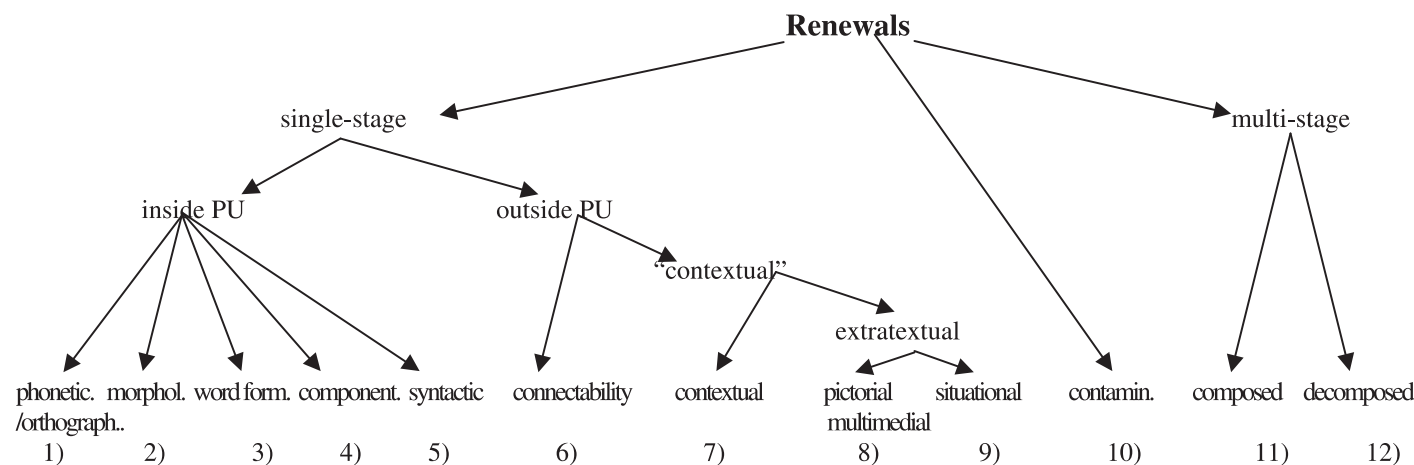 Renewals
single-stage multi-stage
inside PU outside PU
“contextual”
extratextual
phonetic. morphol. word form. component. syntactic connectability contextual pictorial situational contamin. composed decomposed
/orthograph.. multimedial
1) 2) 3) 4) 5) 6) 7) 8) 9) 10) 11) 12)